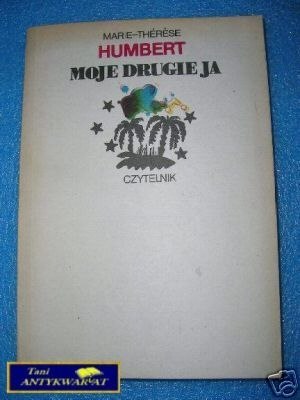 MARIE-THÉRÈSE
HUMBERT
MOJE DRUGIE JA
CZYTELNIK
Tani
ANTYKWARIAT